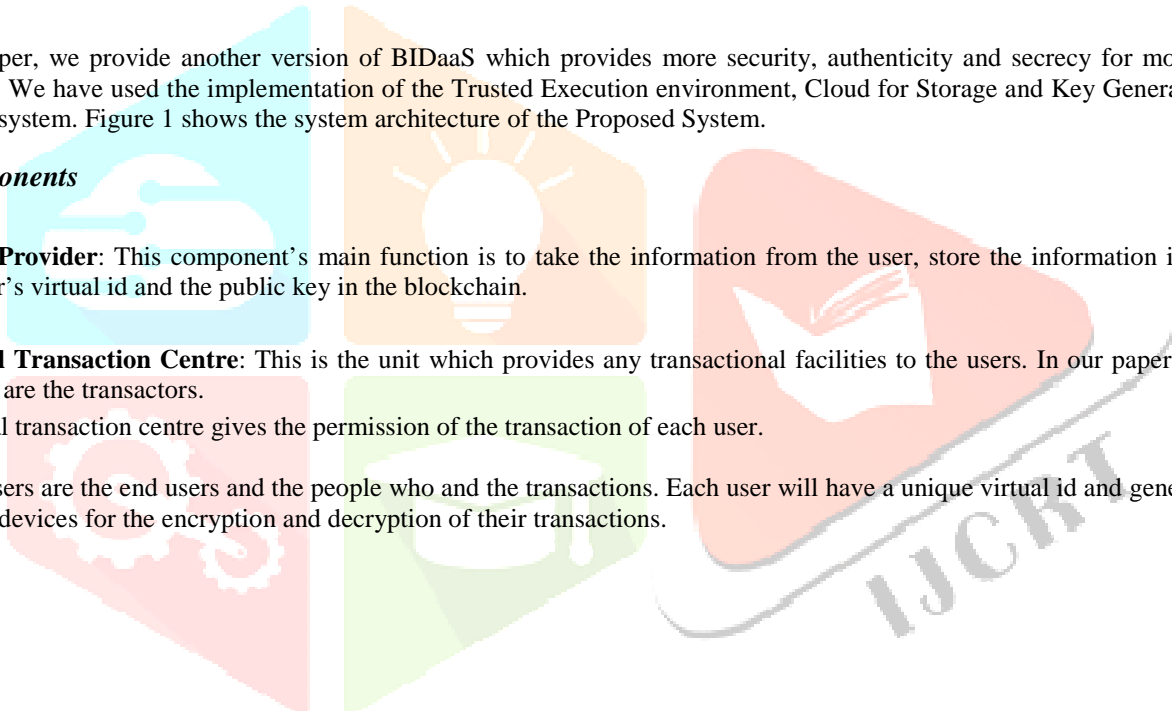 per, we provide another version of BIDaaS which provides more security, authenticity and secrecy for mo
. We have used the implementation of the Trusted Execution environment, Cloud for Storage and Key Genera
system. Figure 1 shows the system architecture of the Proposed System.
onents
Provider: This component’s main function is to take the information from the user, store the information i
r’s virtual id and the public key in the blockchain.
l Transaction Centre: This is the unit which provides any transactional facilities to the users. In our paper
are the transactors.
al transaction centre gives the permission of the transaction of each user.
sers are the end users and the people who and the transactions. Each user will have a unique virtual id and gene
devices for the encryption and decryption of their transactions.
IJCRT